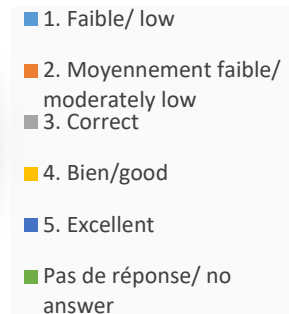 1. Faible/ low
2. Moyennement faible/
moderately low
3. Correct
4. Bien/good
5. Excellent
Pas de réponse/ no
answer